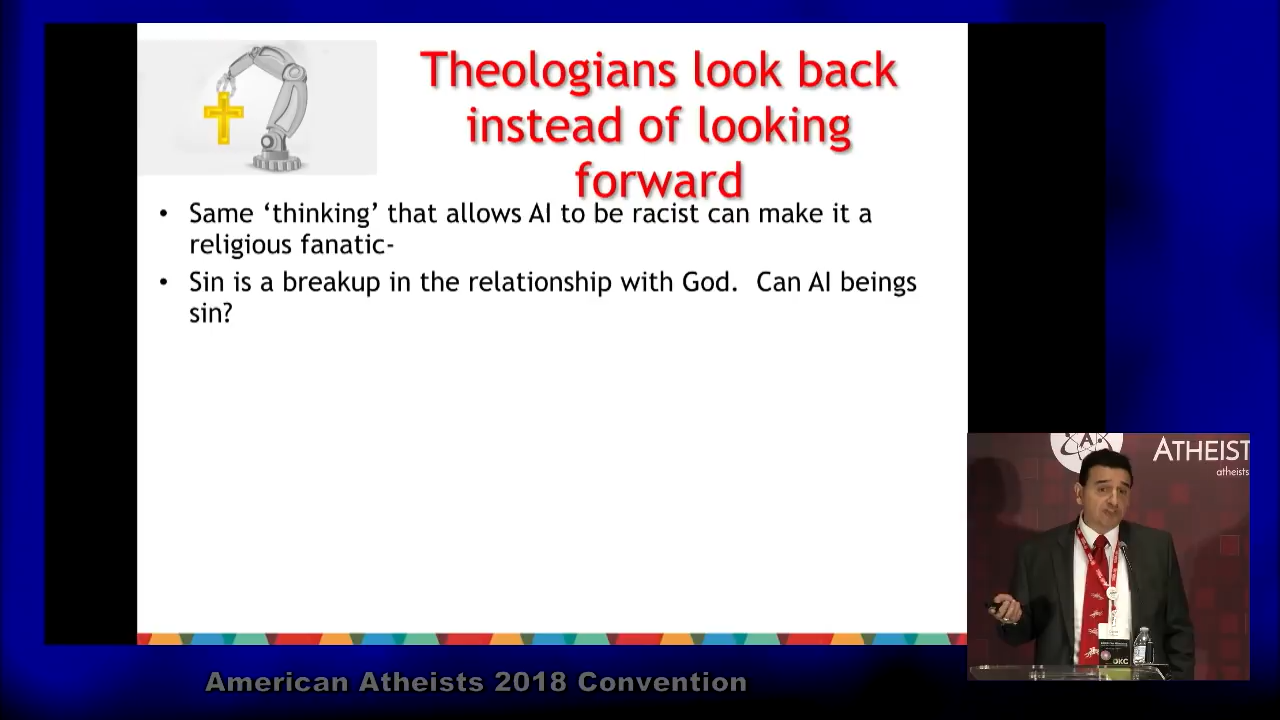 Theologians look back
instead of looking
forward
• Same ‘thinking’ that allows AI to be racist can make it a
religious fanatic-
• Sin is a breakup in the relationship with God.  Can AI beings
sin?
A
ATHEIST
atheists
OKC
American Atheists 2018 Convention